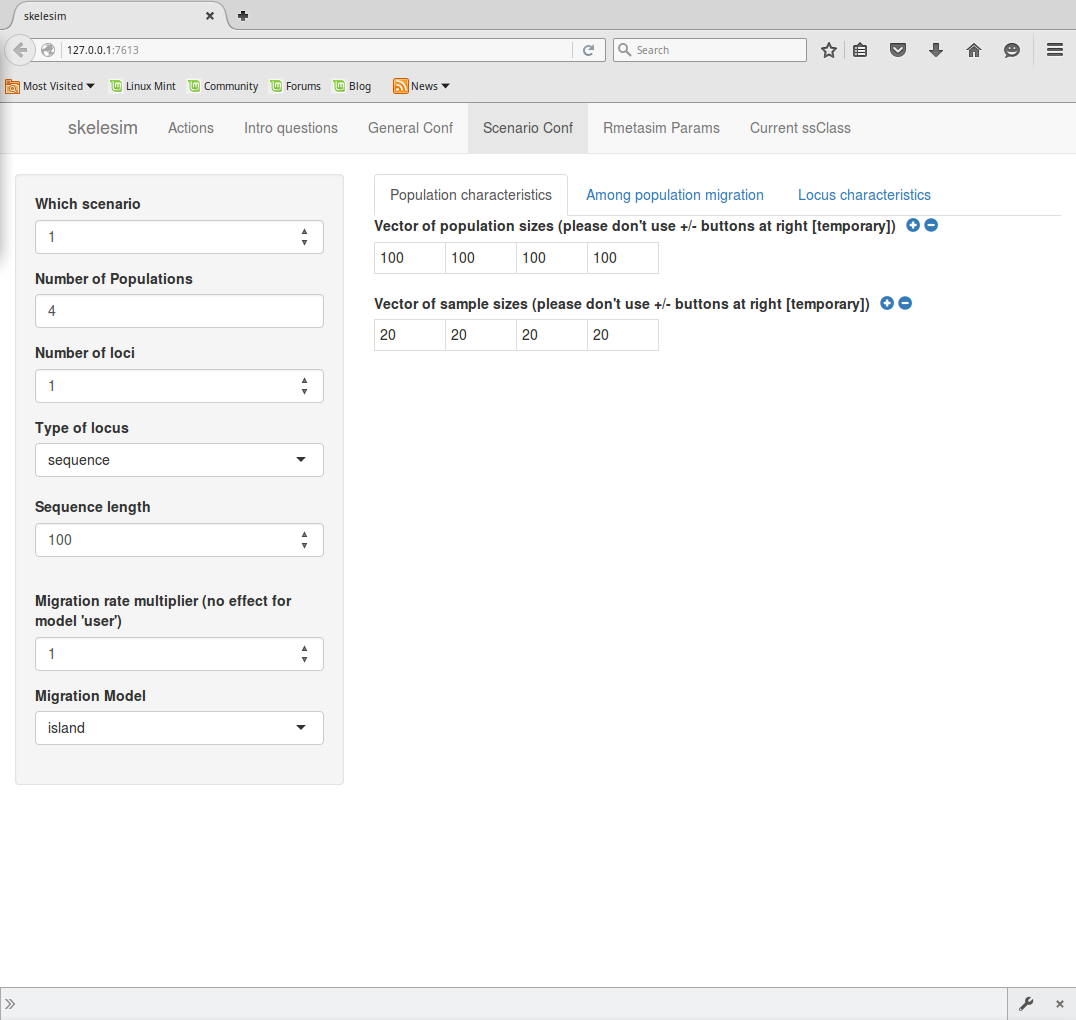 skelesim
127.0.0.1:7613
Search
Most Visited Linux Mint Community Forums Blog News
skelesim Actions Intro questions General Conf Scenario Conf Rmetasim Params Current ssClass
Which scenario
1
Number of Populations
4
Number of loci
1
Type of locus
sequence
Sequence length
100
Migration rate multiplier (no effect for
model 'user')
1
Migration Model
island
Population characteristics Among population migration Locus characteristics
Vector of population sizes (please don't use +/- buttons at right [temporary])
100 100 100 100
Vector of sample sizes (please don't use +/- buttons at right [temporary])
20 20 20 20